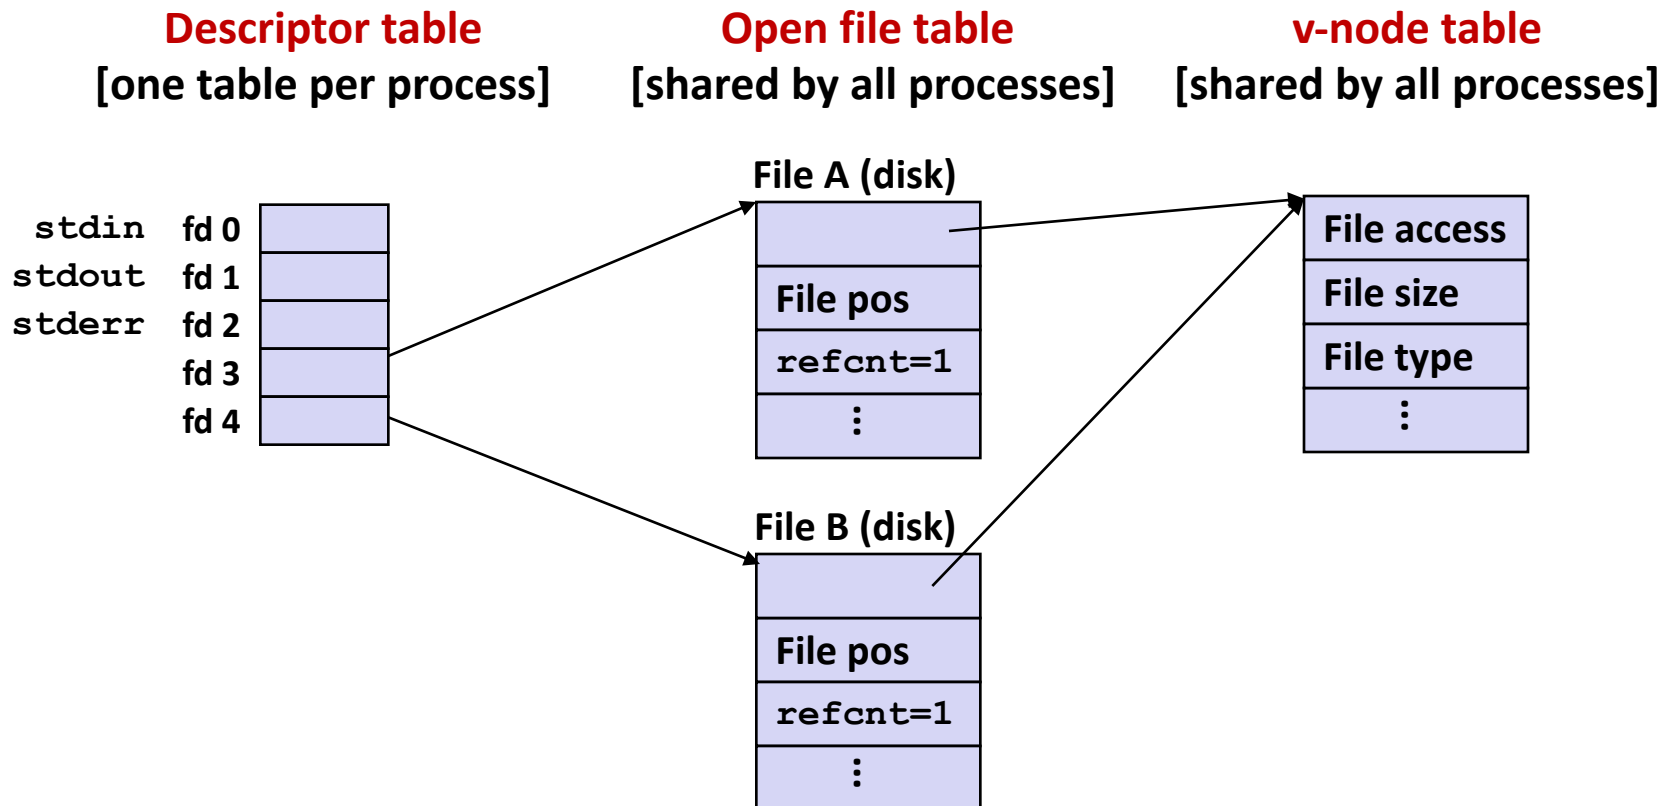 Descriptor table
[one table per process]
Open file table
[shared by all processes]
v-node table
[shared by all processes]
stdin fd 0
stdout fd 1
stderr fd 2
fd 3
fd 4
File A (disk)
File pos
refcnt=1
⋮
File B (disk)
File pos
refcnt=1
⋮
File access
File size
File type
⋮